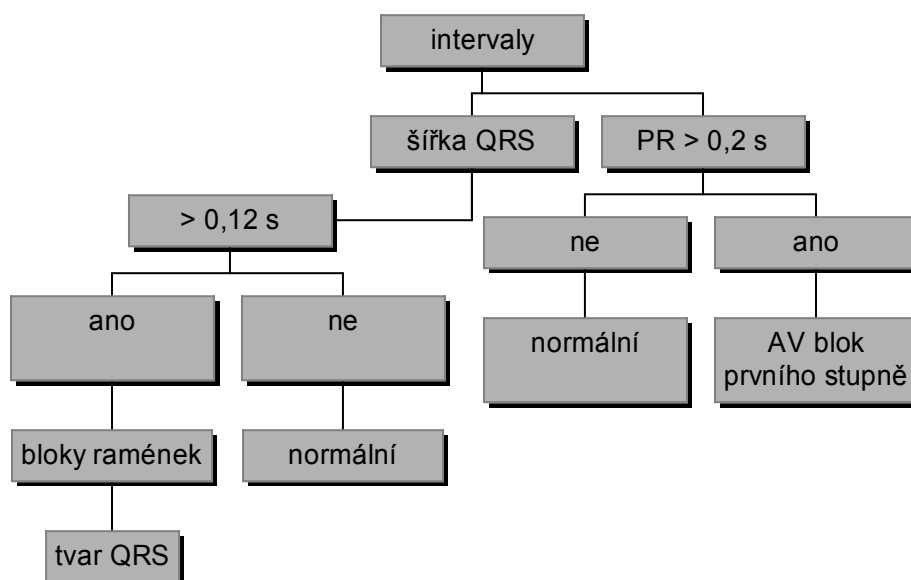 intervaly
šířka QRS
PR > 0,2 s
> 0,12 s
ne
ano
ano
ne
normální
AV blok
prvního stupně
bloky ramének
normální
tvar QRS